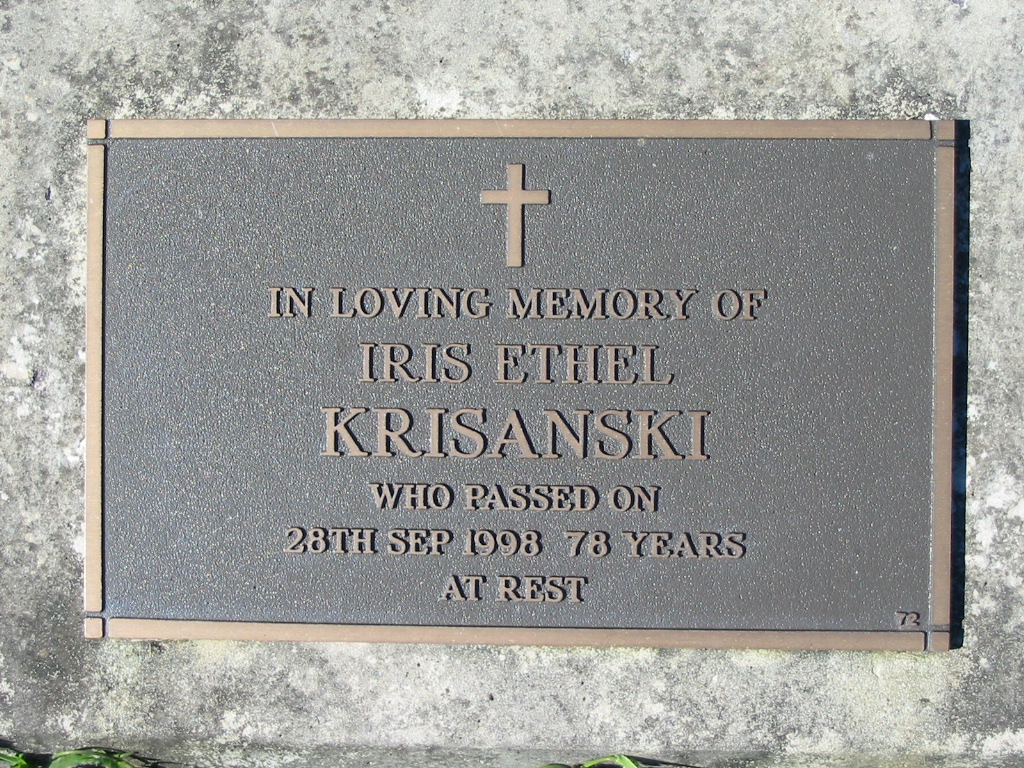 IN LOVING MEMORY OF
IRIS ETHEL
KRISANSKI
WHO PASSED ON
28TH SEP 1998 78 YEARS
AT REST
72